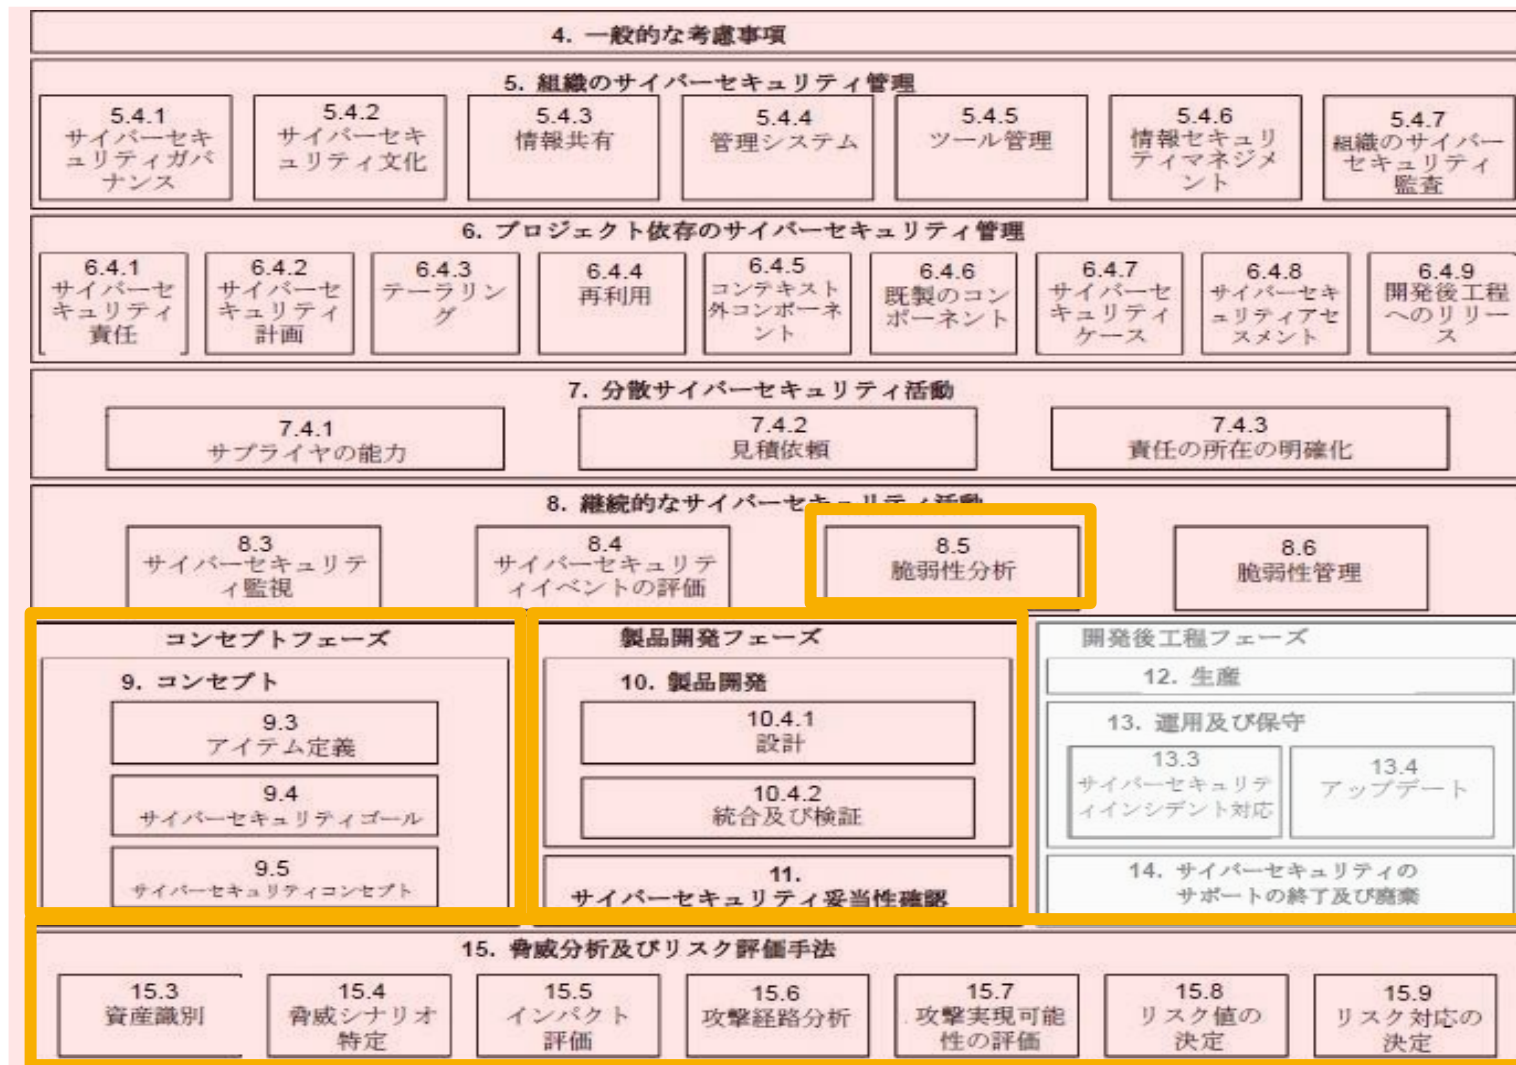 4. 一般的な考慮事項
5. 組織のサイバーセキュリティ管理
5.4.1
サイバーセキ
ュリティガバ
ナンス
5.4.2
サイバーセキ
ュリティ文化
5.4.3
情報共有
5.4.4
管理システム
5.4.5
ツール管理
5.4.6
情報セキュリ
ティマネジメ
ント
5.4.7
組織のサイバー
セキュリティ
監査
6. プロジェクト依存のサイバーセキュリティ管理
6.4.1
サイバーセ
キュリティ
責任
6.4.2
サイバーセ
キュリティ
計画
6.4.3
テーラリン
グ
6.4.4
再利用
6.4.5
コンテキスト
外コンポーネ
ント
6.4.6
既製のコン
ポーネント
6.4.7
サイバーセ
キュリティ
ケース
6.4.8
サイバーセキ
ュリティアセ
スメント
6.4.9
開発後工程
へのリリー
ス
7. 分散サイバーセキュリティ活動
7.4.1
サプライヤの能力
7.4.2
見積依頼
7.4.3
責任の所在の明確化
8. 継続的なサイバーセキュリティ活動
8.3
サイバーセキュリテ
ィ監視
8.4
サイバーセキュリテ
ィイベントの評価
8.5
脆弱性分析
8.6
脆弱性管理
コンセプトフェーズ
9. コンセプト
9.3
アイテム定義
9.4
サイバーセキュリティゴール
9.5
サイバーセキュリティコンセプト
製品開発フェーズ
10. 製品開発
10.4.1
設計
10.4.2
統合及び検証
11.
サイバーセキュリティ妥当性確認
開発後工程フェーズ
12. 生産
13. 運用及び保守
13.3
サイバーセキュリテ
ィインシデント対応
13.4
アップデート
14. サイバーセキュリティの
サポートの終了及び廃棄
15. 脅威分析及びリスク評価手法
15.3
資産識別
15.4
脅威シナリオ
特定
15.5
インパクト
評価
15.6
攻撃経路分析
15.7
攻撃実現可能
性の評価
15.8
リスク値の
決定
15.9
リスク対応の
決定